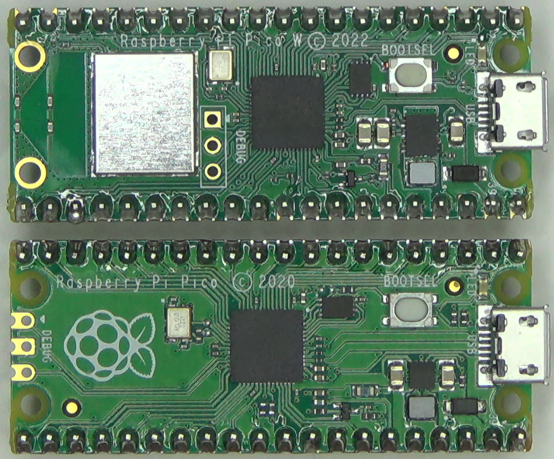 Raspberry Pi Pico W © 2022
BOOTSEL
LED
USB
DEBUG
Raspberry Pi Pico © 2020
BOOTSEL
LED
USB
DEBUG